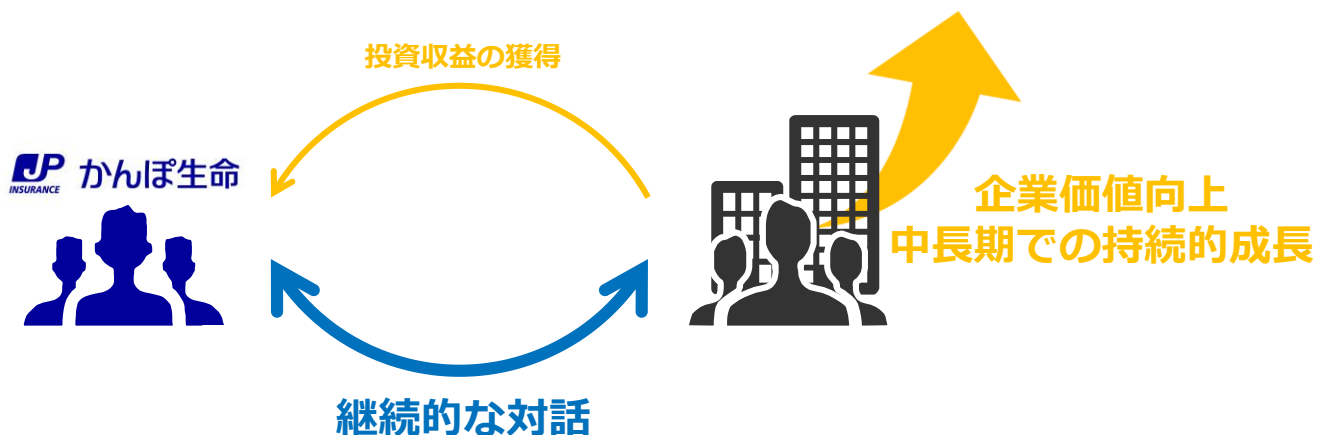 投資収益の獲得
JP
INSURANCE
かんぽ生命
企業価値向上
中長期での持続的成長
継続的な対話